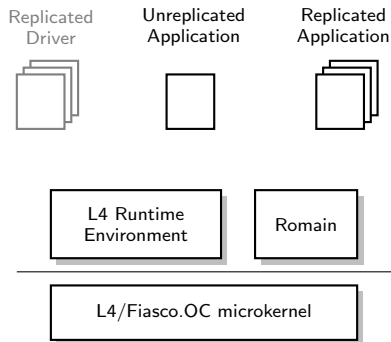 Replicated
Driver
Unreplicated
Application
Replicated
Application
L4 Runtime
Environment
Romain
L4/Fiasco.OC microkernel